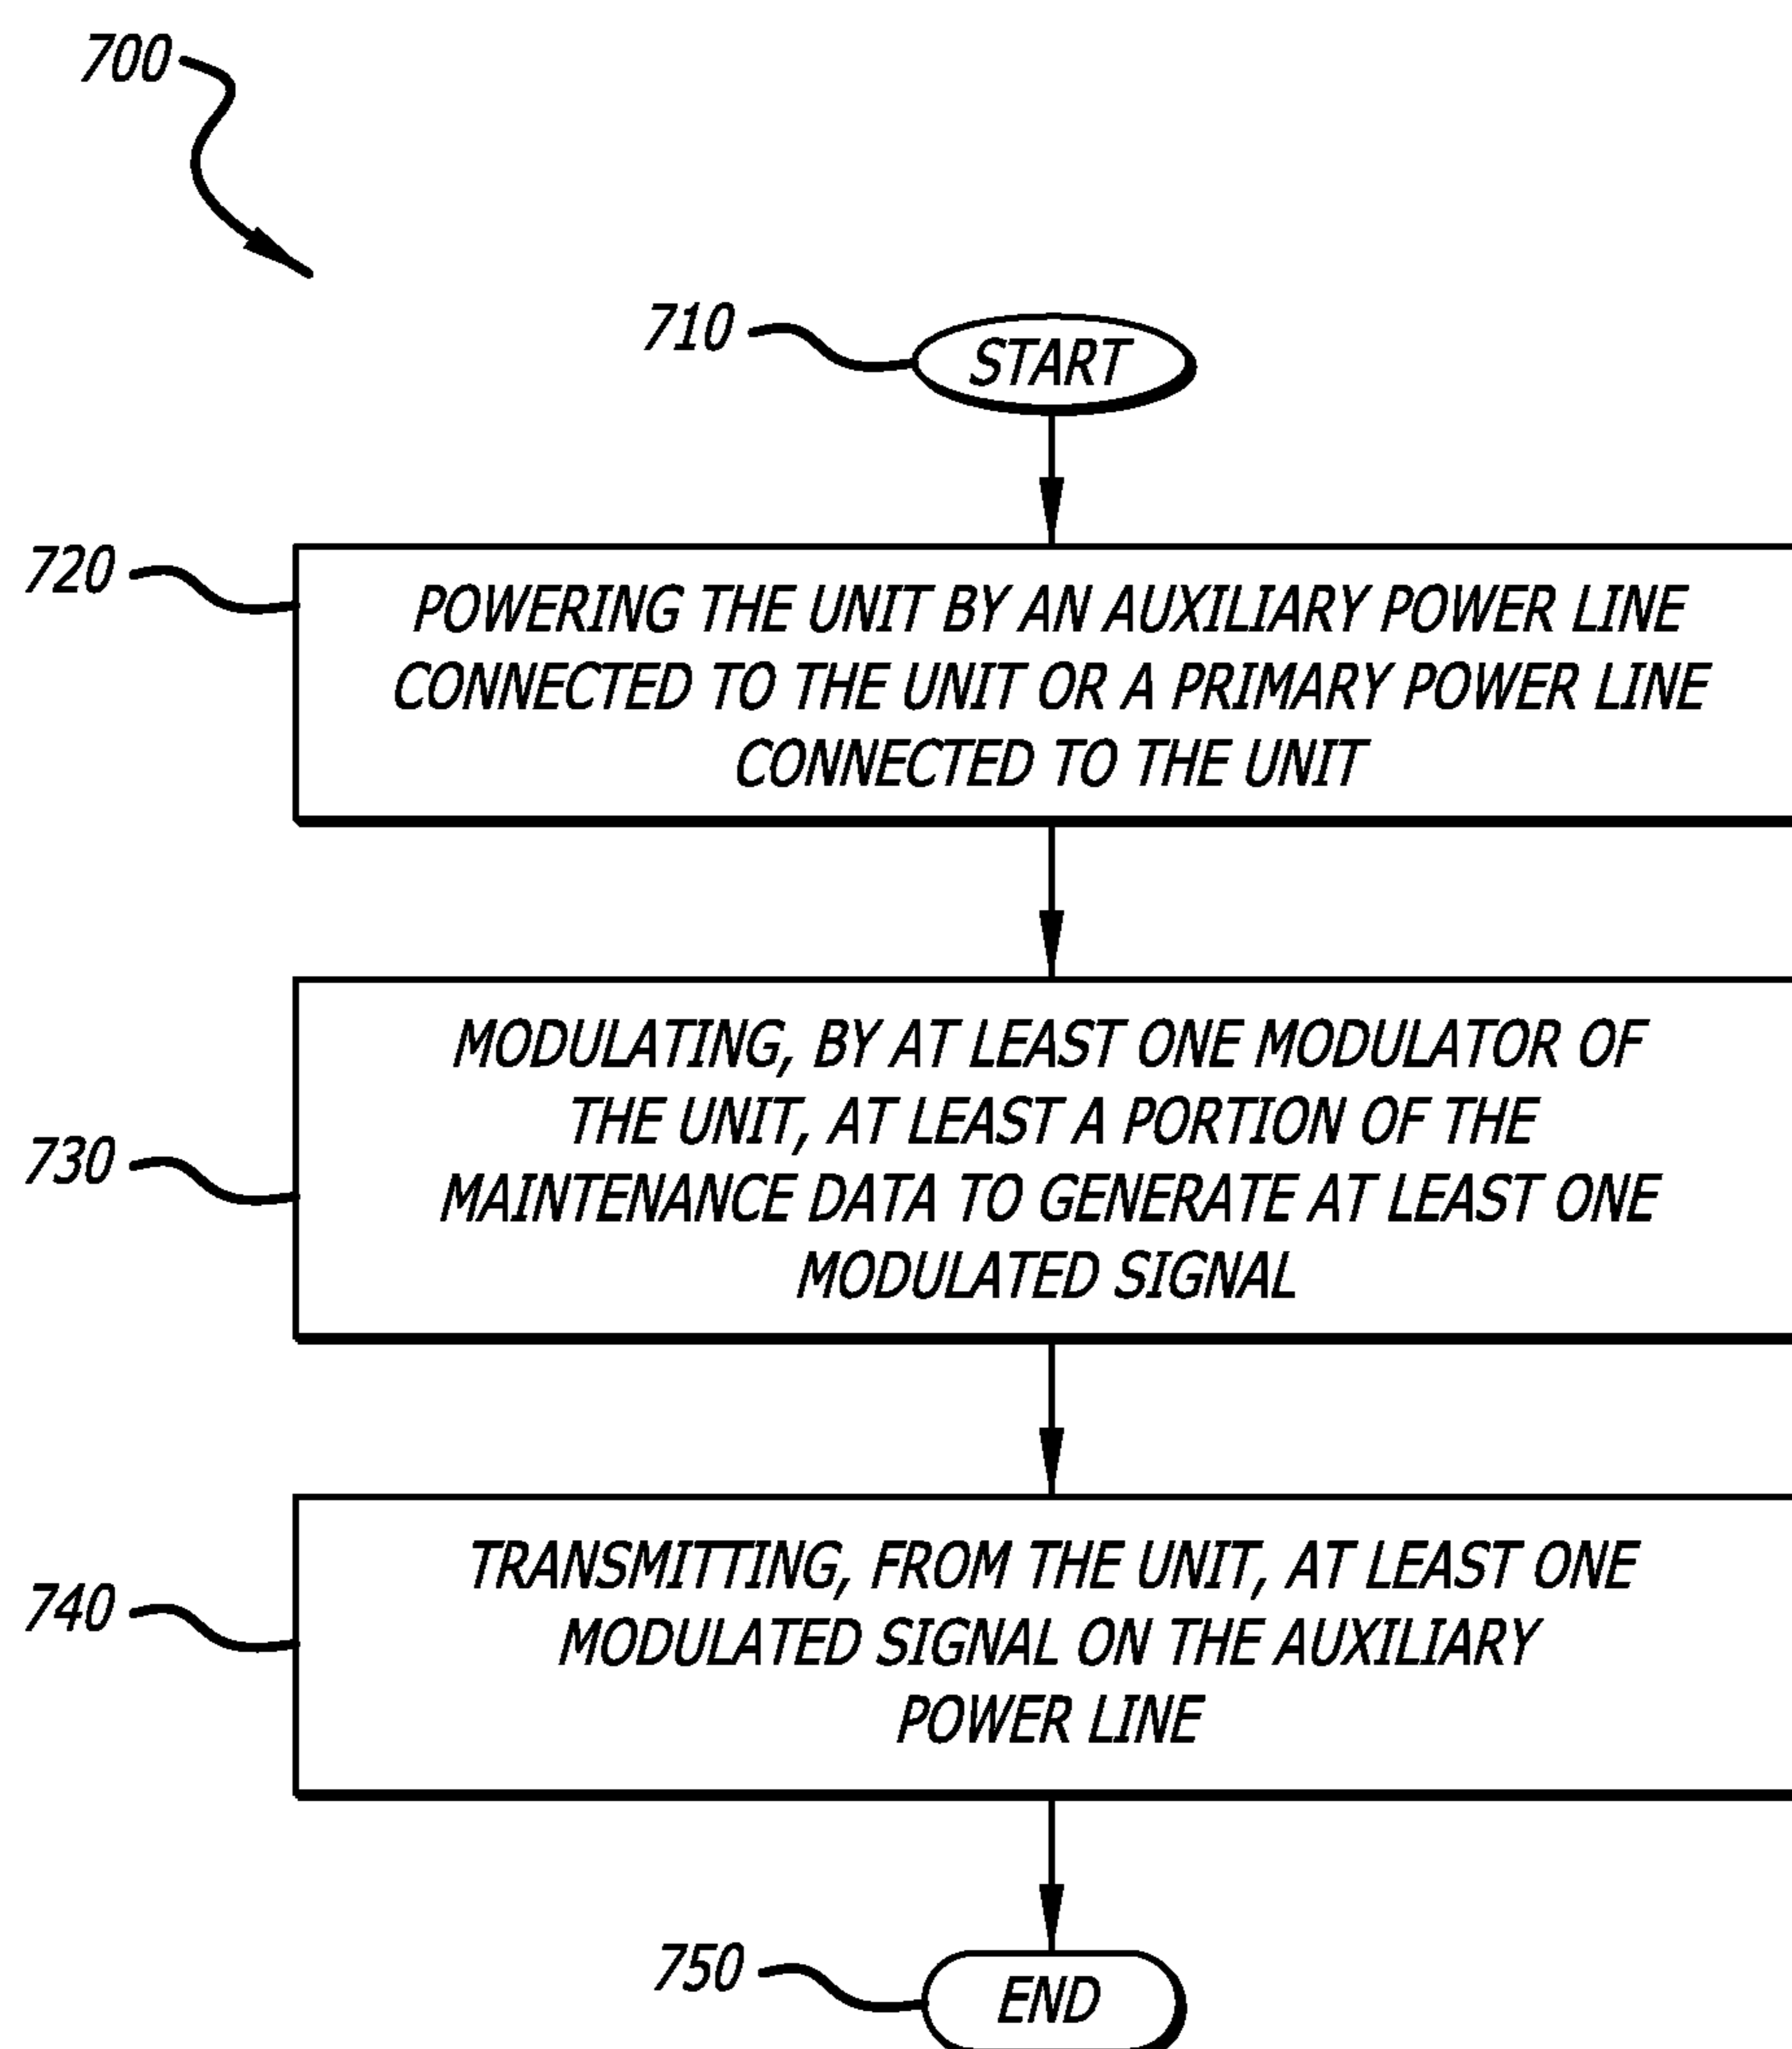 700
710
START
720
POWERING THE UNIT BY AN AUXILIARY POWER LINE
CONNECTED TO THE UNIT OR A PRIMARY POWER LINE
CONNECTED TO THE UNIT
MODULATING, BY AT LEAST ONE MODULATOR OF
THE UNIT, AT LEAST A PORTION OF THE
730
MAINTENANCE DATA TO GENERATE AT LEAST ONE
MODULATED SIGNAL
TRANSMITTING, FROM THE UNIT, AT LEAST ONE
740
MODULATED SIGNAL ON THE AUXILIARY
POWER LINE
750
END